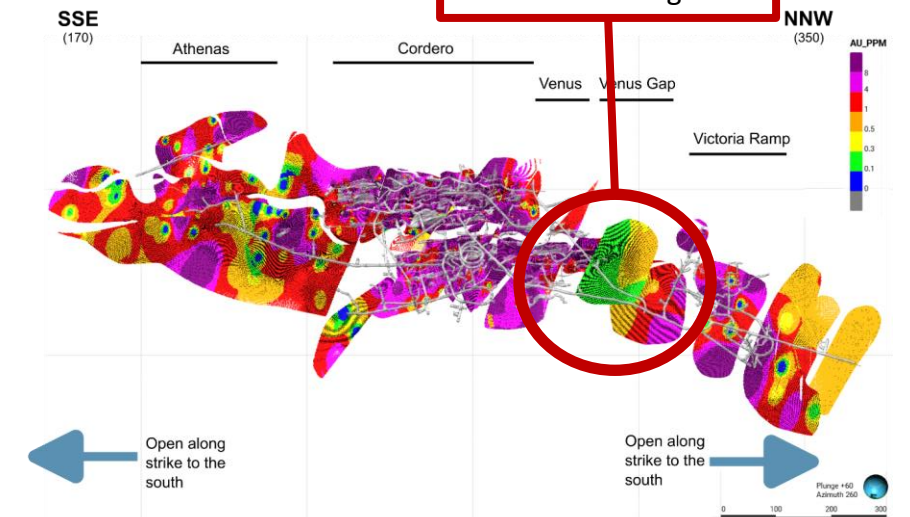 SSE
(170)
NNW
(350)
Athenas
Cordero
Venus
Venus Gap
Victoria Ramp
AU_PPM
8
4
1
0.5
0.3
0.1
0
Open along
strike to the
south
Open along
strike to the
south
Plunge +60
Azimuth 260
0 100 200 300